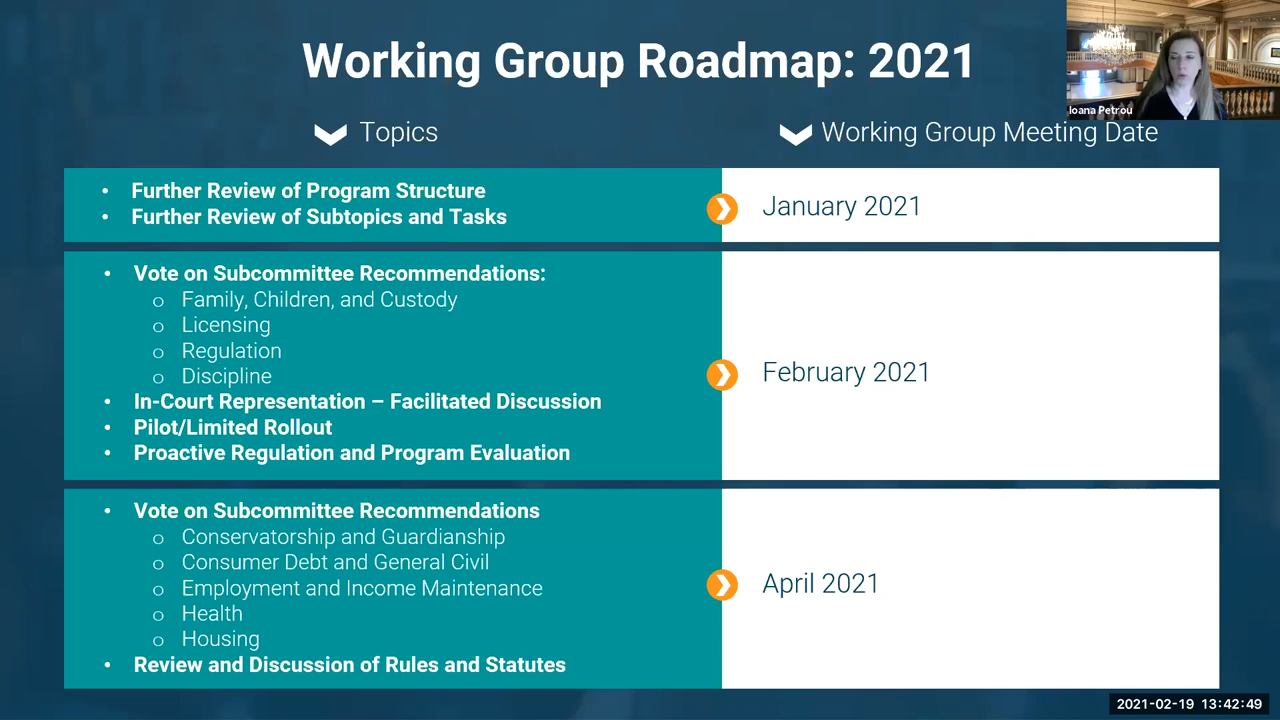 Working Group Roadmap: 2021
Ioana Petrou
Topics
Working Group Meeting Date
• Further Review of Program Structure
• Further Review of Subtopics and Tasks
January 2021
• Vote on Subcommittee Recommendations:
o Family, Children, and Custody
o Licensing
o Regulation
o Discipline
• In-Court Representation – Facilitated Discussion
• Pilot/Limited Rollout
• Proactive Regulation and Program Evaluation
February 2021
• Vote on Subcommittee Recommendations
o Conservatorship and Guardianship
o Consumer Debt and General Civil
o Employment and Income Maintenance
o Health
o Housing
• Review and Discussion of Rules and Statutes
April 2021
2021-02-19 13:42:49